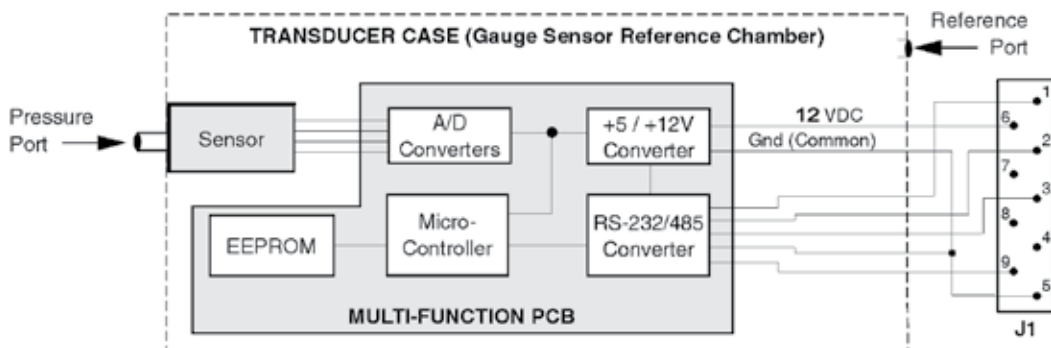 TRANSDUCER CASE (Gauge Sensor Reference Chamber)
Reference
Port
Pressure
Port
Sensor
A/D
Converters
+5 / +12V
Converter
12 VDC
Gnd (Common)
EEPROM
Micro-
Controller
RS-232/485
Converter
MULTI-FUNCTION PCB
1
6
2
7
3
8
4
9
5
J1